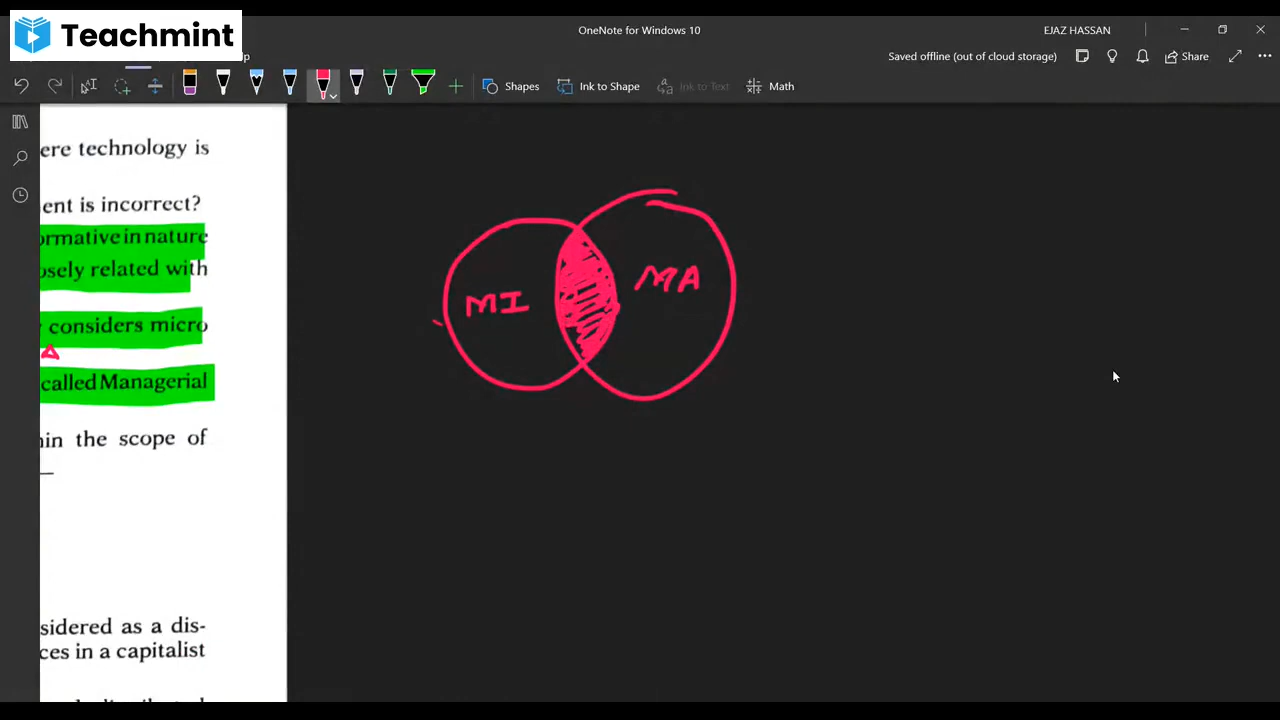 Teachmint
OneNote for Windows 10
EJAZ HASSAN
Saved offline (out of cloud storage)
Share
Shapes
Ink to Shape
Ink to Text
Math
ere technology is
ent is incorrect?
ormative in nature
osely related with
considers micro
called Managerial
in the scope of
sidered as a dis-
ces in a capitalist
MI
MA